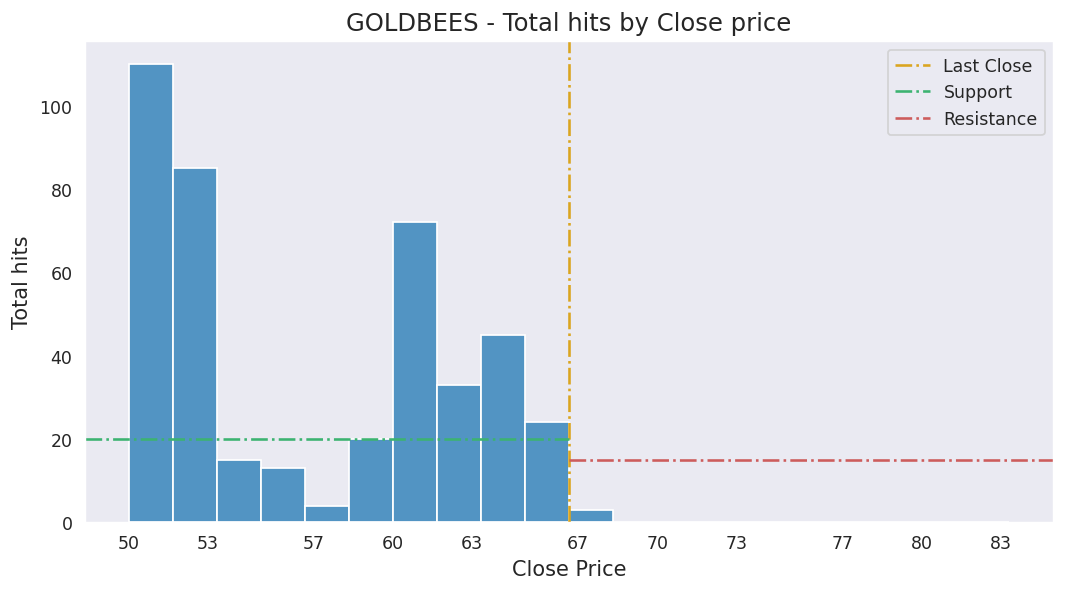 GOLDBEES - Total hits by Close price
Last Close
Support
Resistance
Total hits
100
80
60
40
20
0
50 53 57 60 63 67 70 73 77 80 83
Close Price